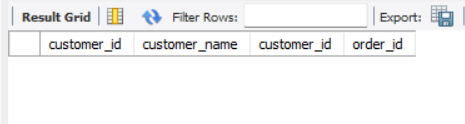 Result Grid Filter Rows: Export:
customer_id customer_name customer_id order_id